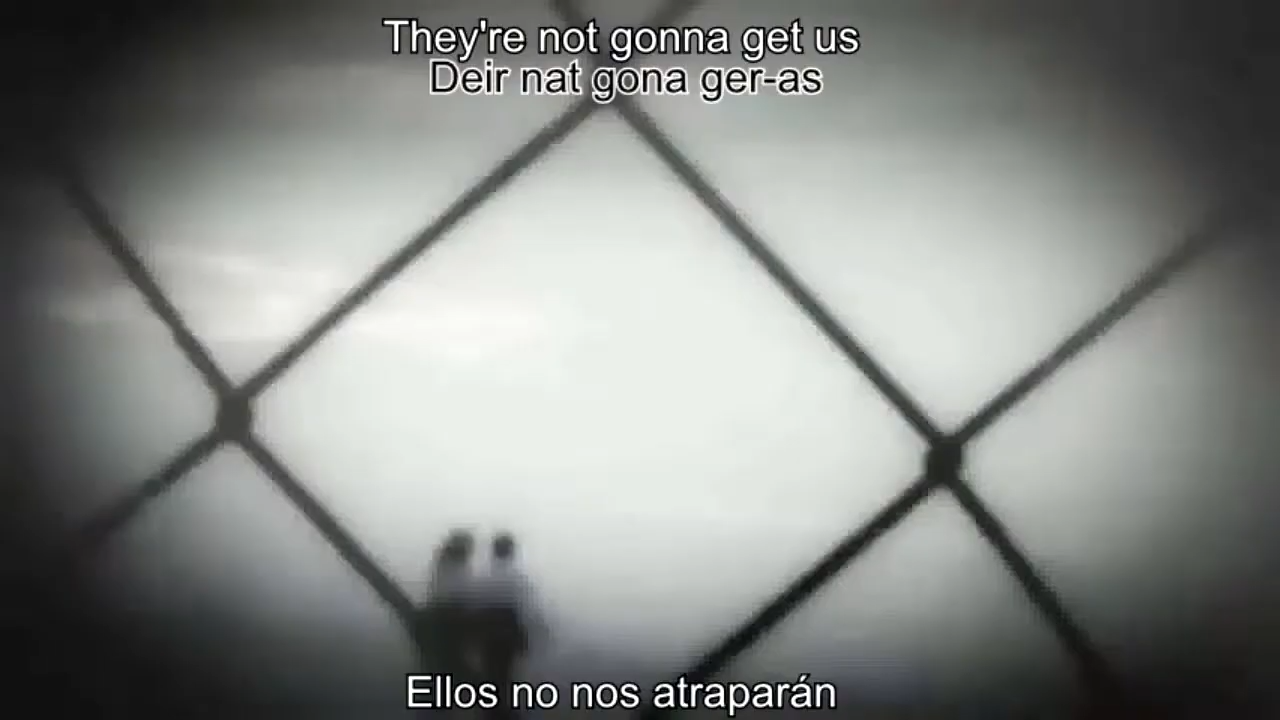 They're not gonna get us
Deir nat gona ger-as
Ellos no nos atraparán